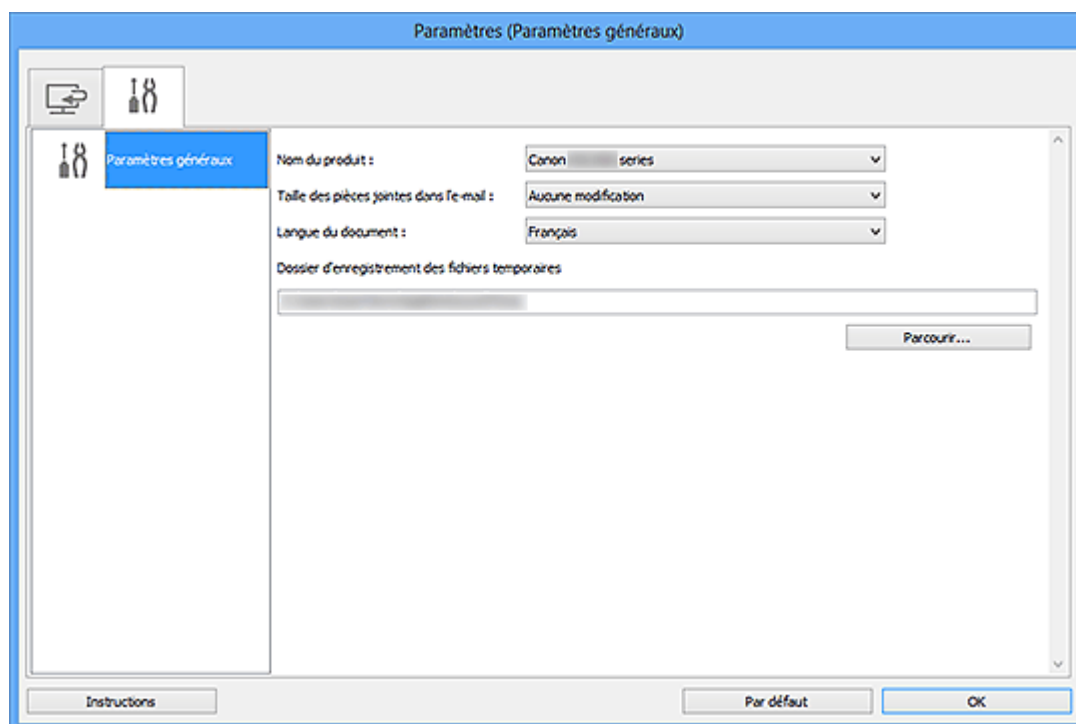 Paramètres (Paramètres généraux)
Paramètres généraux
Nom du produit :
Canon series
Taille des pièces jointes dans l'e-mail :
Aucune modification
Langue du document :
Français
Dossier d'enregistrement des fichiers temporaires
Parcourir...
Instructions
Par défaut
OK